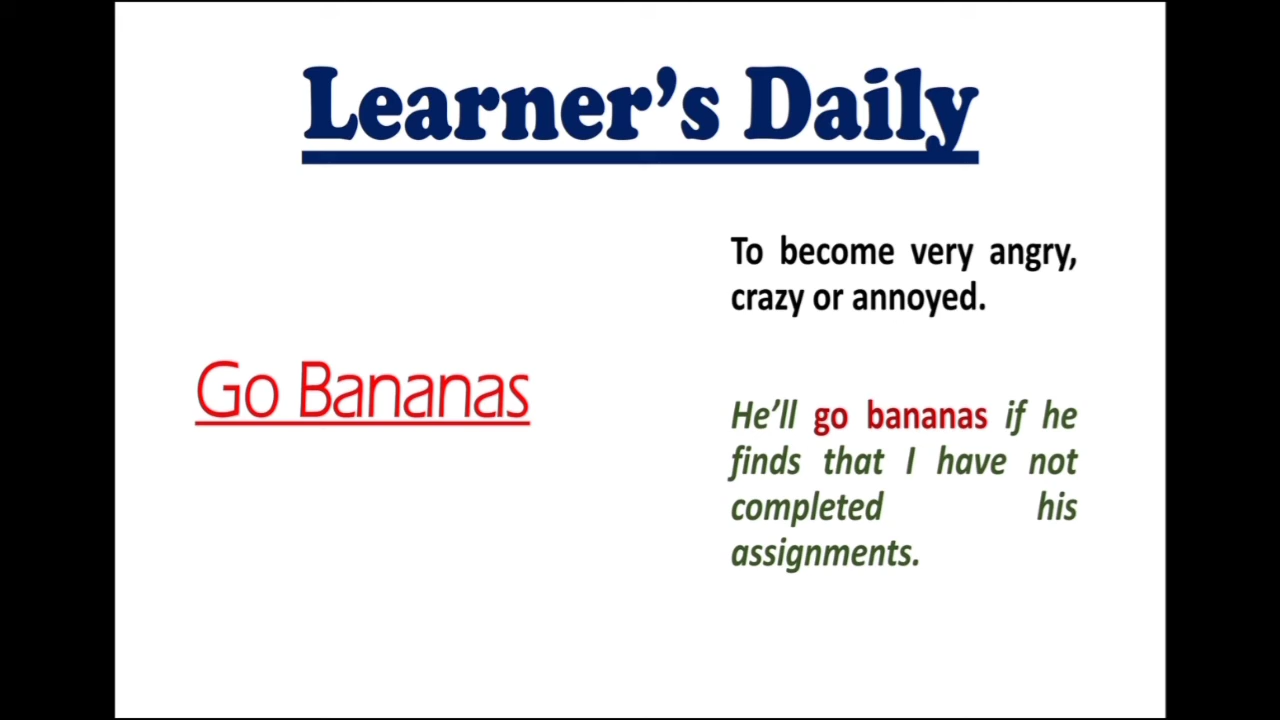 Learner’s Daily
Go Bananas
To become very angry,
crazy or annoyed.
He’ll go bananas if he
finds that I have not
completed his
assignments.